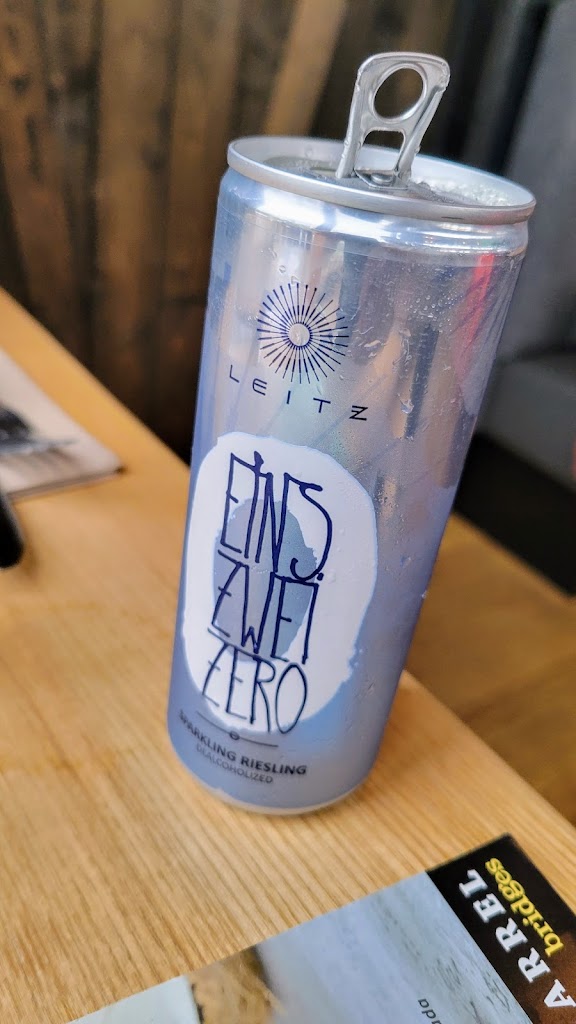 LEITZ
EINS
ZWEI
ZERO
SPARKLING RIESLING
DEALCOHOLIZED
ARREL
bridges